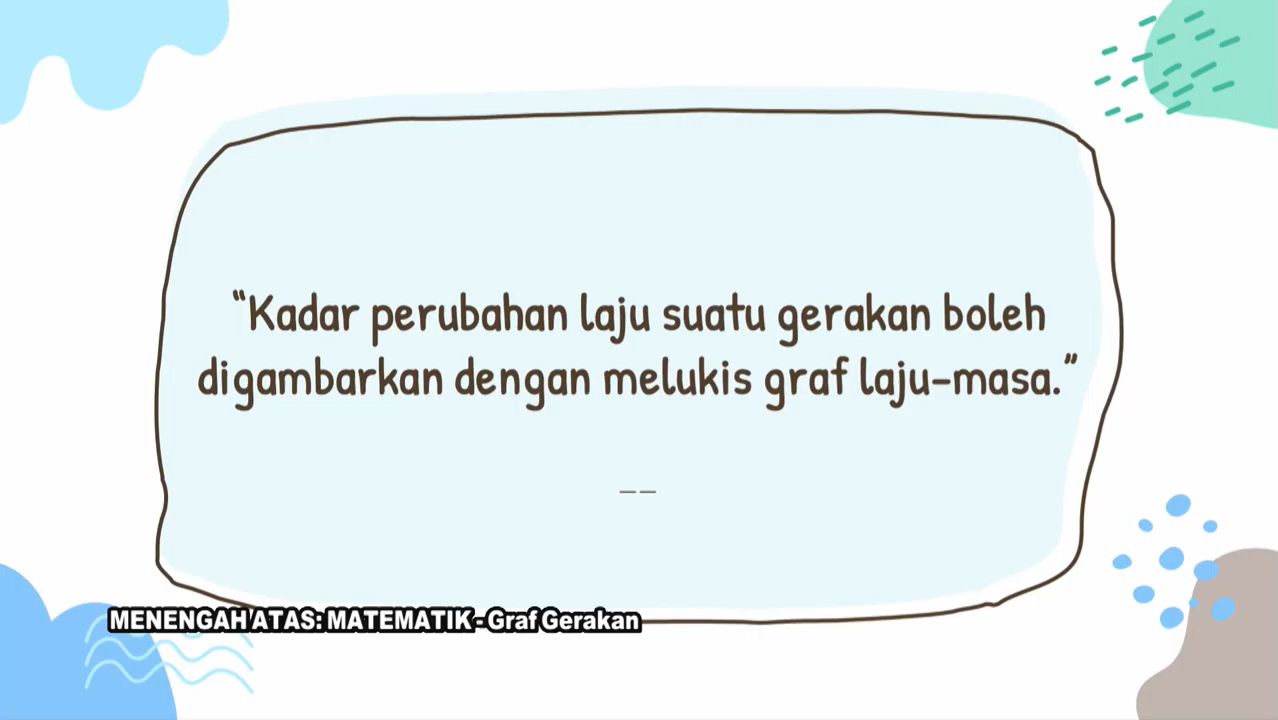 “Kadar perubahan laju suatu gerakan boleh
digambarkan dengan melukis graf laju-masa.”
——
MENENGAH ATAS: MATEMATIK - Graf Gerakan